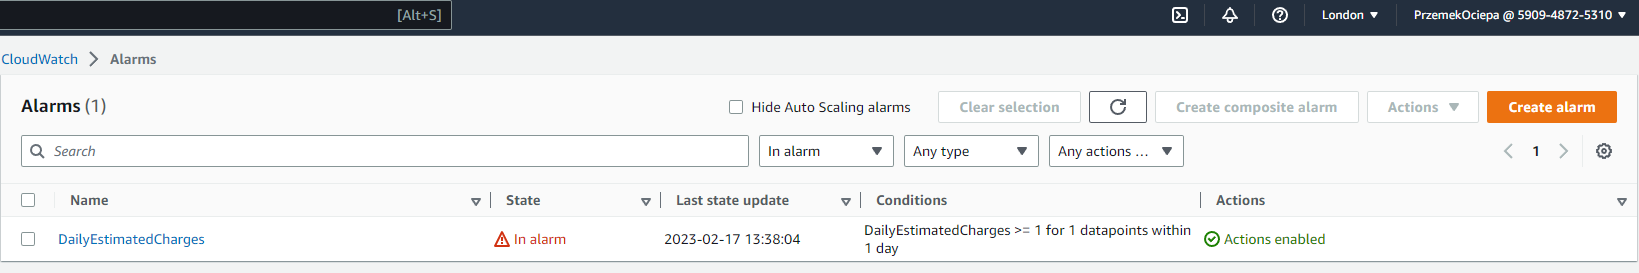 [Alt+S]
London
PrzemekOciepa @ 5909-4872-5310
CloudWatch
Alarms
Alarms (1)
Hide Auto Scaling alarms
Clear selection
Create composite alarm
Actions
Create alarm
Search
In alarm
Any type
Any actions ...
1
Name
State
Last state update
Conditions
Actions
DailyEstimatedCharges
In alarm
2023-02-17 13:38:04
DailyEstimatedCharges >= 1 for 1 datapoints within
1 day
Actions enabled